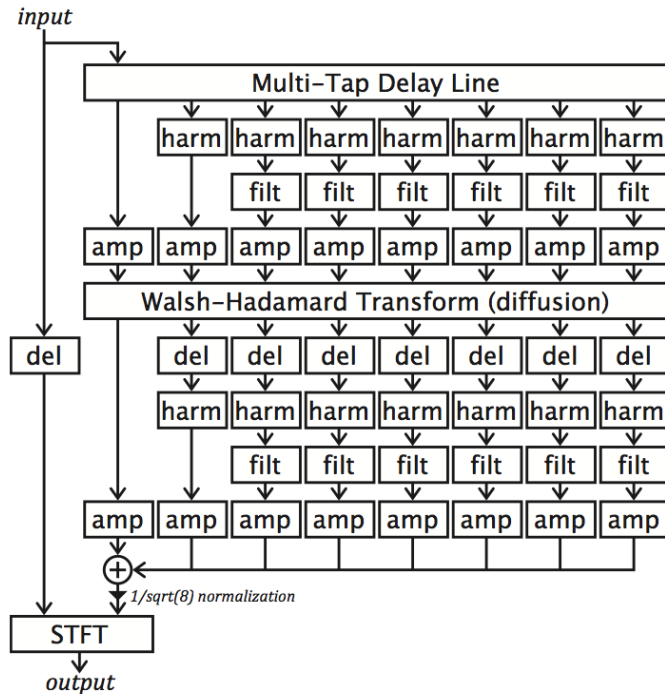 input
Multi-Tap Delay Line
harm harm harm harm harm harm harm
filt filt filt filt filt filt
amp amp amp amp amp amp amp amp
Walsh-Hadamard Transform (diffusion)
del del del del del del del del
harm harm harm harm harm harm harm
filt filt filt filt filt filt
amp amp amp amp amp amp amp amp
+
1/sqrt(8) normalization
STFT
output